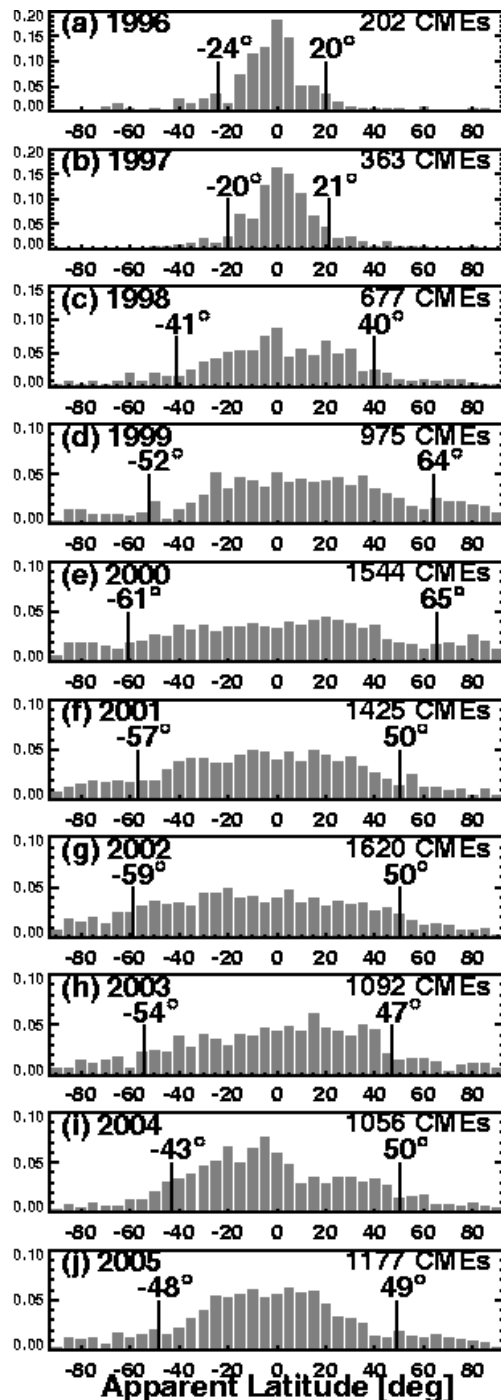 0.20 (a) 1996 202 CMEs
0.15 -24° 20°
0.10
0.05
0.00
-80 -60 -40 -20 0 20 40 60 80
0.20 (b) 1997 363 CMEs
0.15 -20° 21°
0.10
0.05
0.00
-80 -60 -40 -20 0 20 40 60 80
0.15 (c) 1998 677 CMEs
0.10 -41° 40°
0.05
0.00
-80 -60 -40 -20 0 20 40 60 80
0.10 (d) 1999 975 CMEs
-52° 64°
0.05
0.00
-80 -60 -40 -20 0 20 40 60 80
0.10 (e) 2000 1544 CMEs
-61° 65°
0.05
0.00
-80 -60 -40 -20 0 20 40 60 80
0.10 (f) 2001 1425 CMEs
-57° 50°
0.05
0.00
-80 -60 -40 -20 0 20 40 60 80
0.10 (g) 2002 1620 CMEs
-59° 50°
0.05
0.00
-80 -60 -40 -20 0 20 40 60 80
0.10 (h) 2003 1092 CMEs
-54° 47°
0.05
0.00
-80 -60 -40 -20 0 20 40 60 80
0.10 (i) 2004 1056 CMEs
-43° 50°
0.05
0.00
-80 -60 -40 -20 0 20 40 60 80
0.10 (j) 2005 1177 CMEs
-48° 49°
0.05
0.00
-80 -60 -40 -20 0 20 40 60 80
Apparent Latitude [deg]